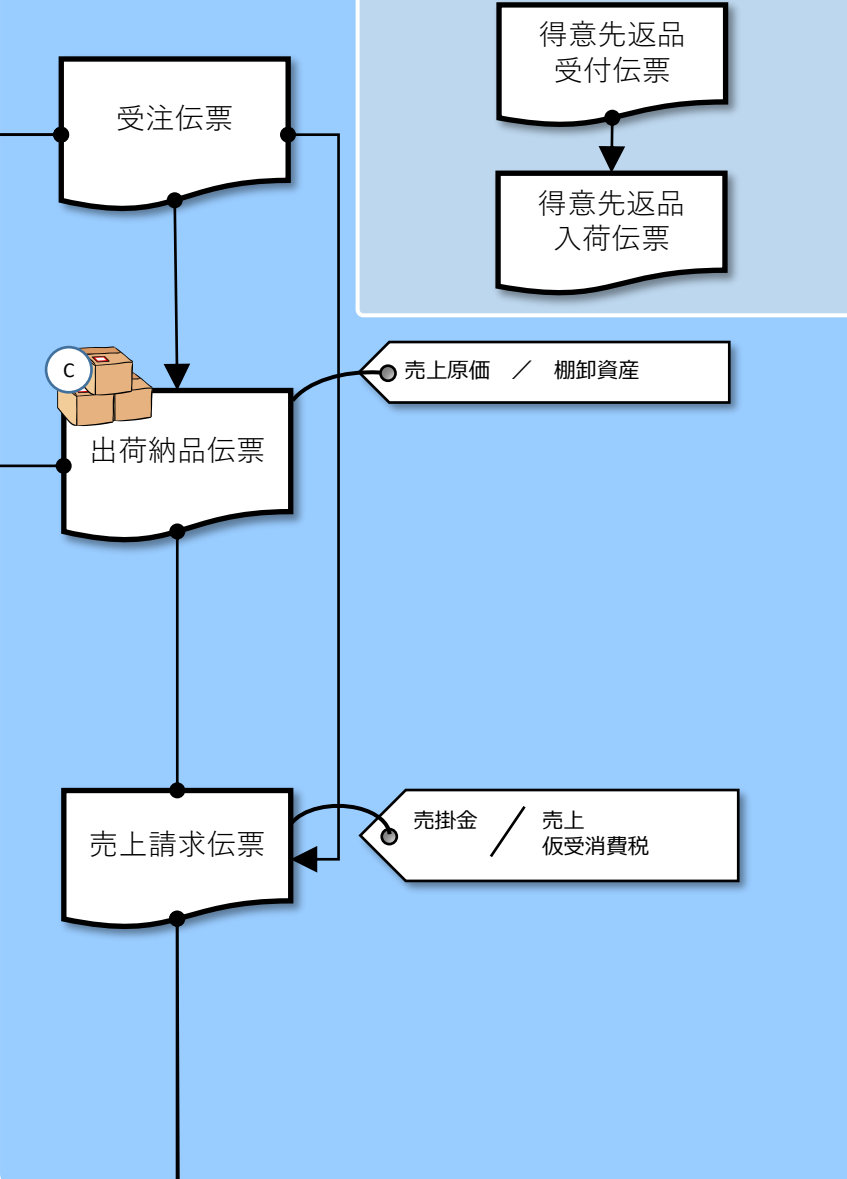 得意先返品
受付伝票
受注伝票
得意先返品
入荷伝票
C
売上原価 ／ 棚卸資産
出荷納品伝票
売掛金 ／ 売上
仮受消費税
売上請求伝票